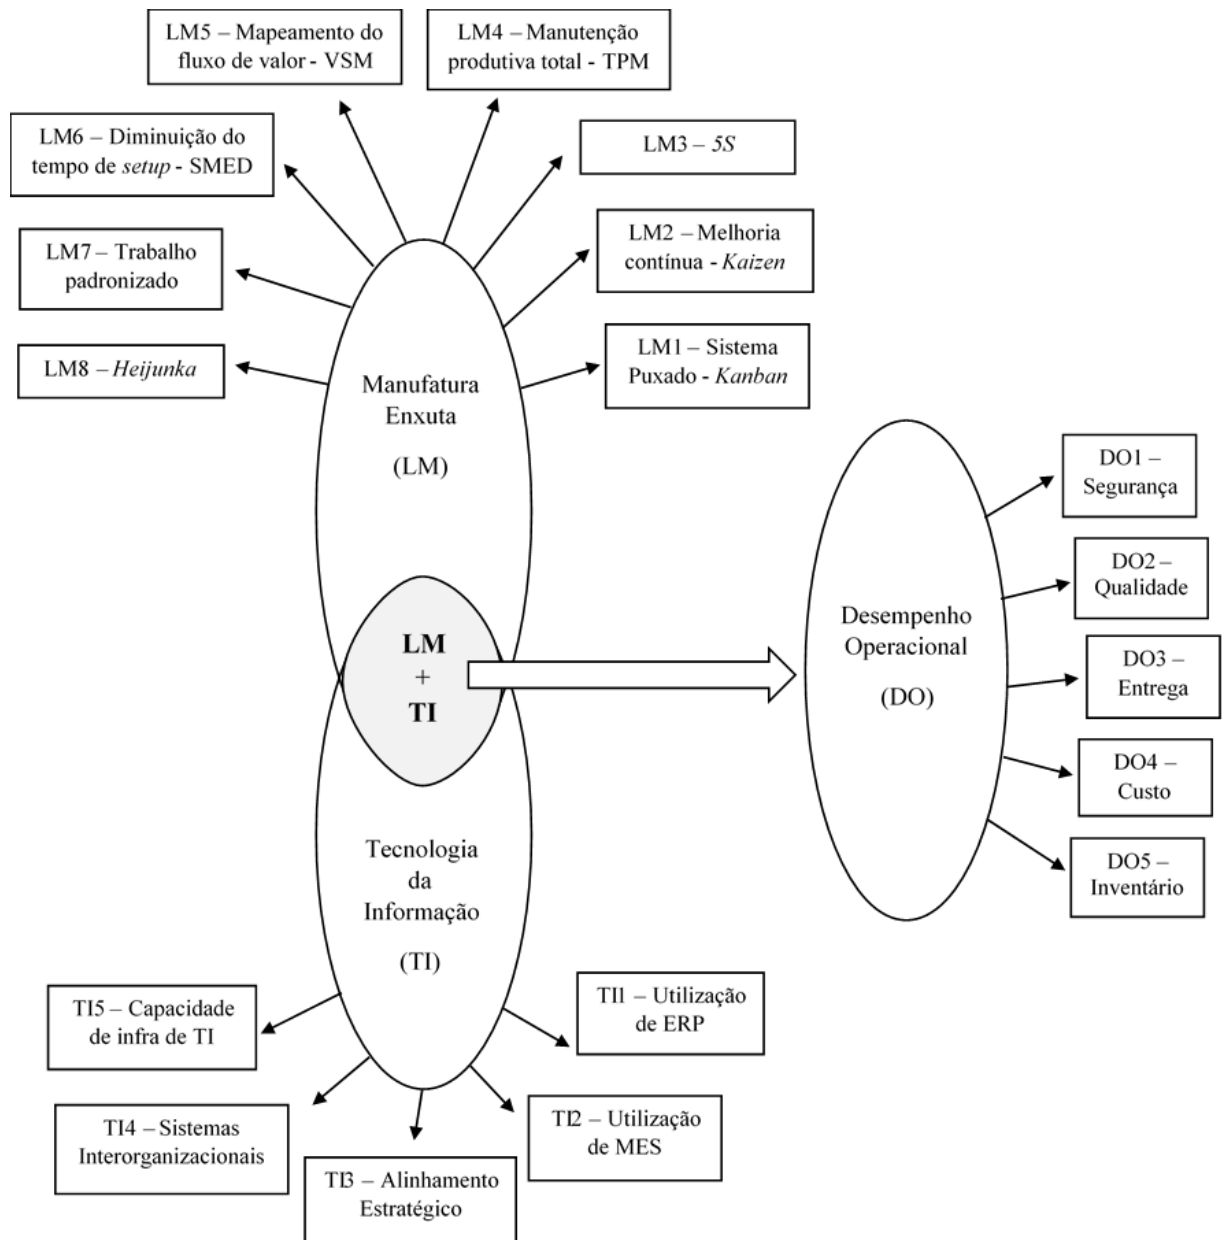 LM5 – Mapeamento do
fluxo de valor - VSM
LM4 – Manutenção
produtiva total - TPM
LM6 – Diminuição do
tempo de setup - SMED
LM3 – 5S
LM7 – Trabalho
padronizado
LM2 – Melhoria
contínua - Kaizen
LM8 – Heijunka
LM1 – Sistema
Puxado - Kanban
Manufatura
Enxuta
(LM)
LM
+
TI
Tecnologia
da
Informação
(TI)
Desempenho
Operacional
(DO)
DO1 –
Segurança
DO2 –
Qualidade
DO3 –
Entrega
DO4 –
Custo
DO5 –
Inventário
TI5 – Capacidade
de infra de TI
TI1 – Utilização
de ERP
TI4 – Sistemas
Interorganizacionais
TI2 – Utilização
de MES
TI3 – Alinhamento
Estratégico